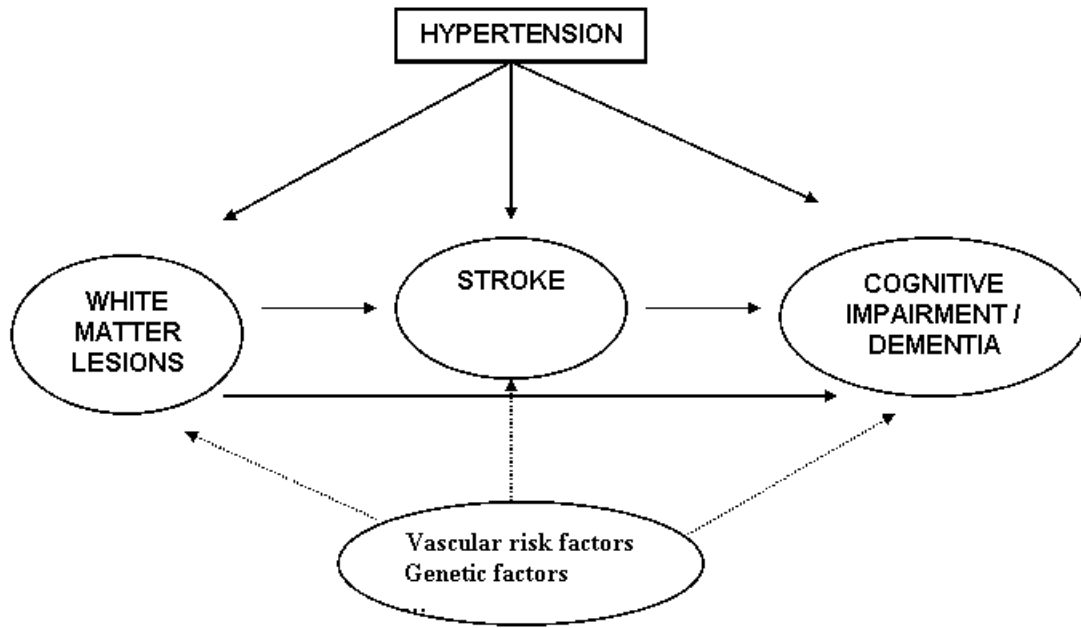 HYPERTENSION
WHITE
MATTER
LESIONS
STROKE
COGNITIVE
IMPAIRMENT /
DEMENTIA
Vascular risk factors
Genetic factors
...